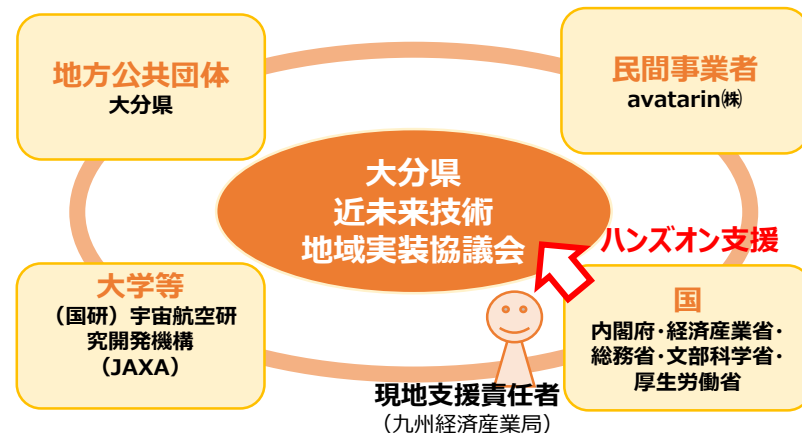 地方公共団体
大分県
民間事業者
avatarin㈱
大分県
近未来技術
地域実装協議会
ハンズオン支援
大学等
（国研）宇宙航空研
究開発機構
（JAXA）
国
内閣府・経済産業省・
総務省・文部科学省・
厚生労働省
現地支援責任者
（九州経済産業局）